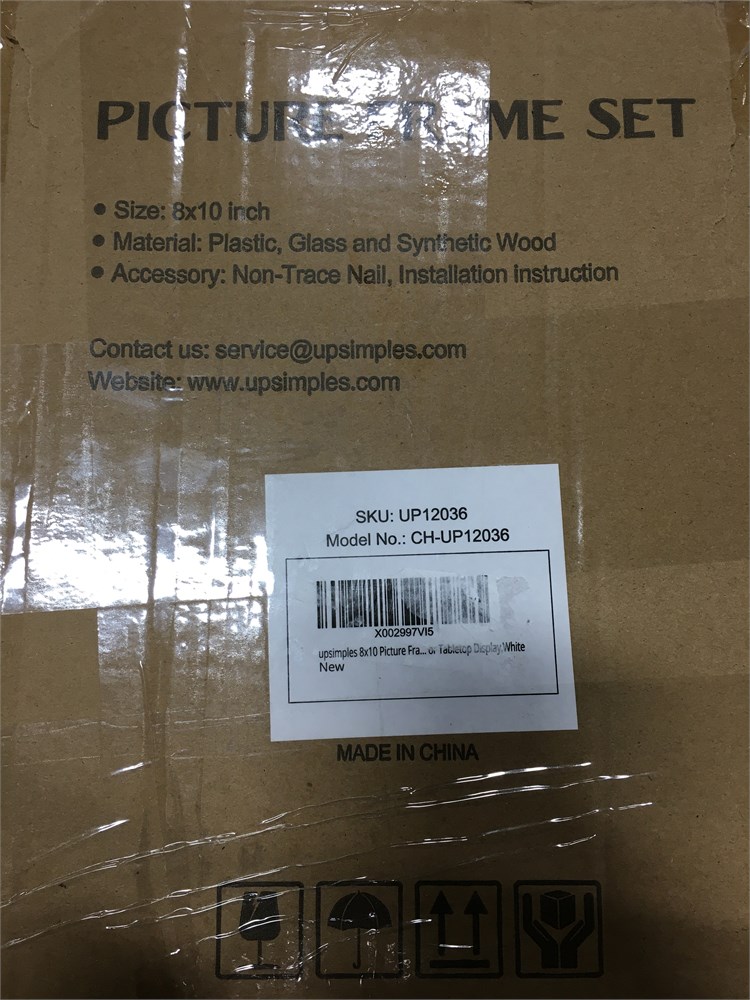 PICTURE FRAME SET
• Size: 8x10 inch
• Material: Plastic, Glass and Synthetic Wood
• Accessory: Non-Trace Nail, Installation instruction
Contact us: service@upsimples.com
Website: www.upsimples.com
SKU: UP12036
Model No.: CH-UP12036
X002997VI5
upsimples 8x10 Picture Fra... or Tabletop Display,White
New
MADE IN CHINA